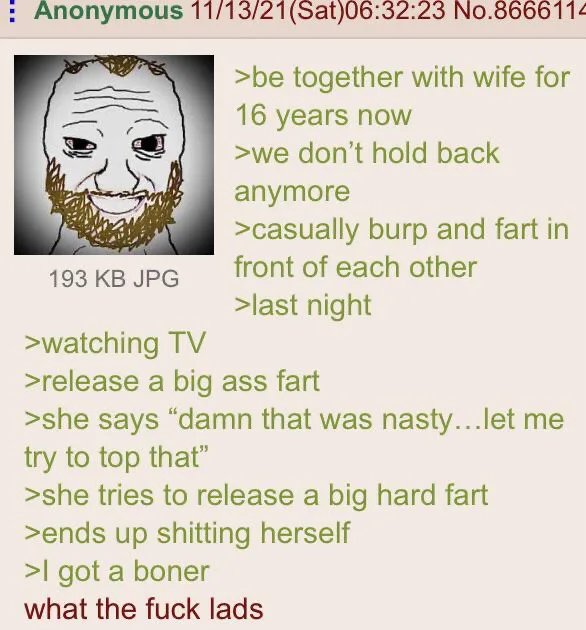 Anonymous 11/13/21(Sat)06:32:23 No.8666114
>be together with wife for
16 years now
>we don’t hold back
anymore
>casually burp and fart in
front of each other
193 KB JPG
>last night
>watching TV
>release a big ass fart
>she says “damn that was nasty…let me
try to top that”
>she tries to release a big hard fart
>ends up shitting herself
>I got a boner
what the fuck lads